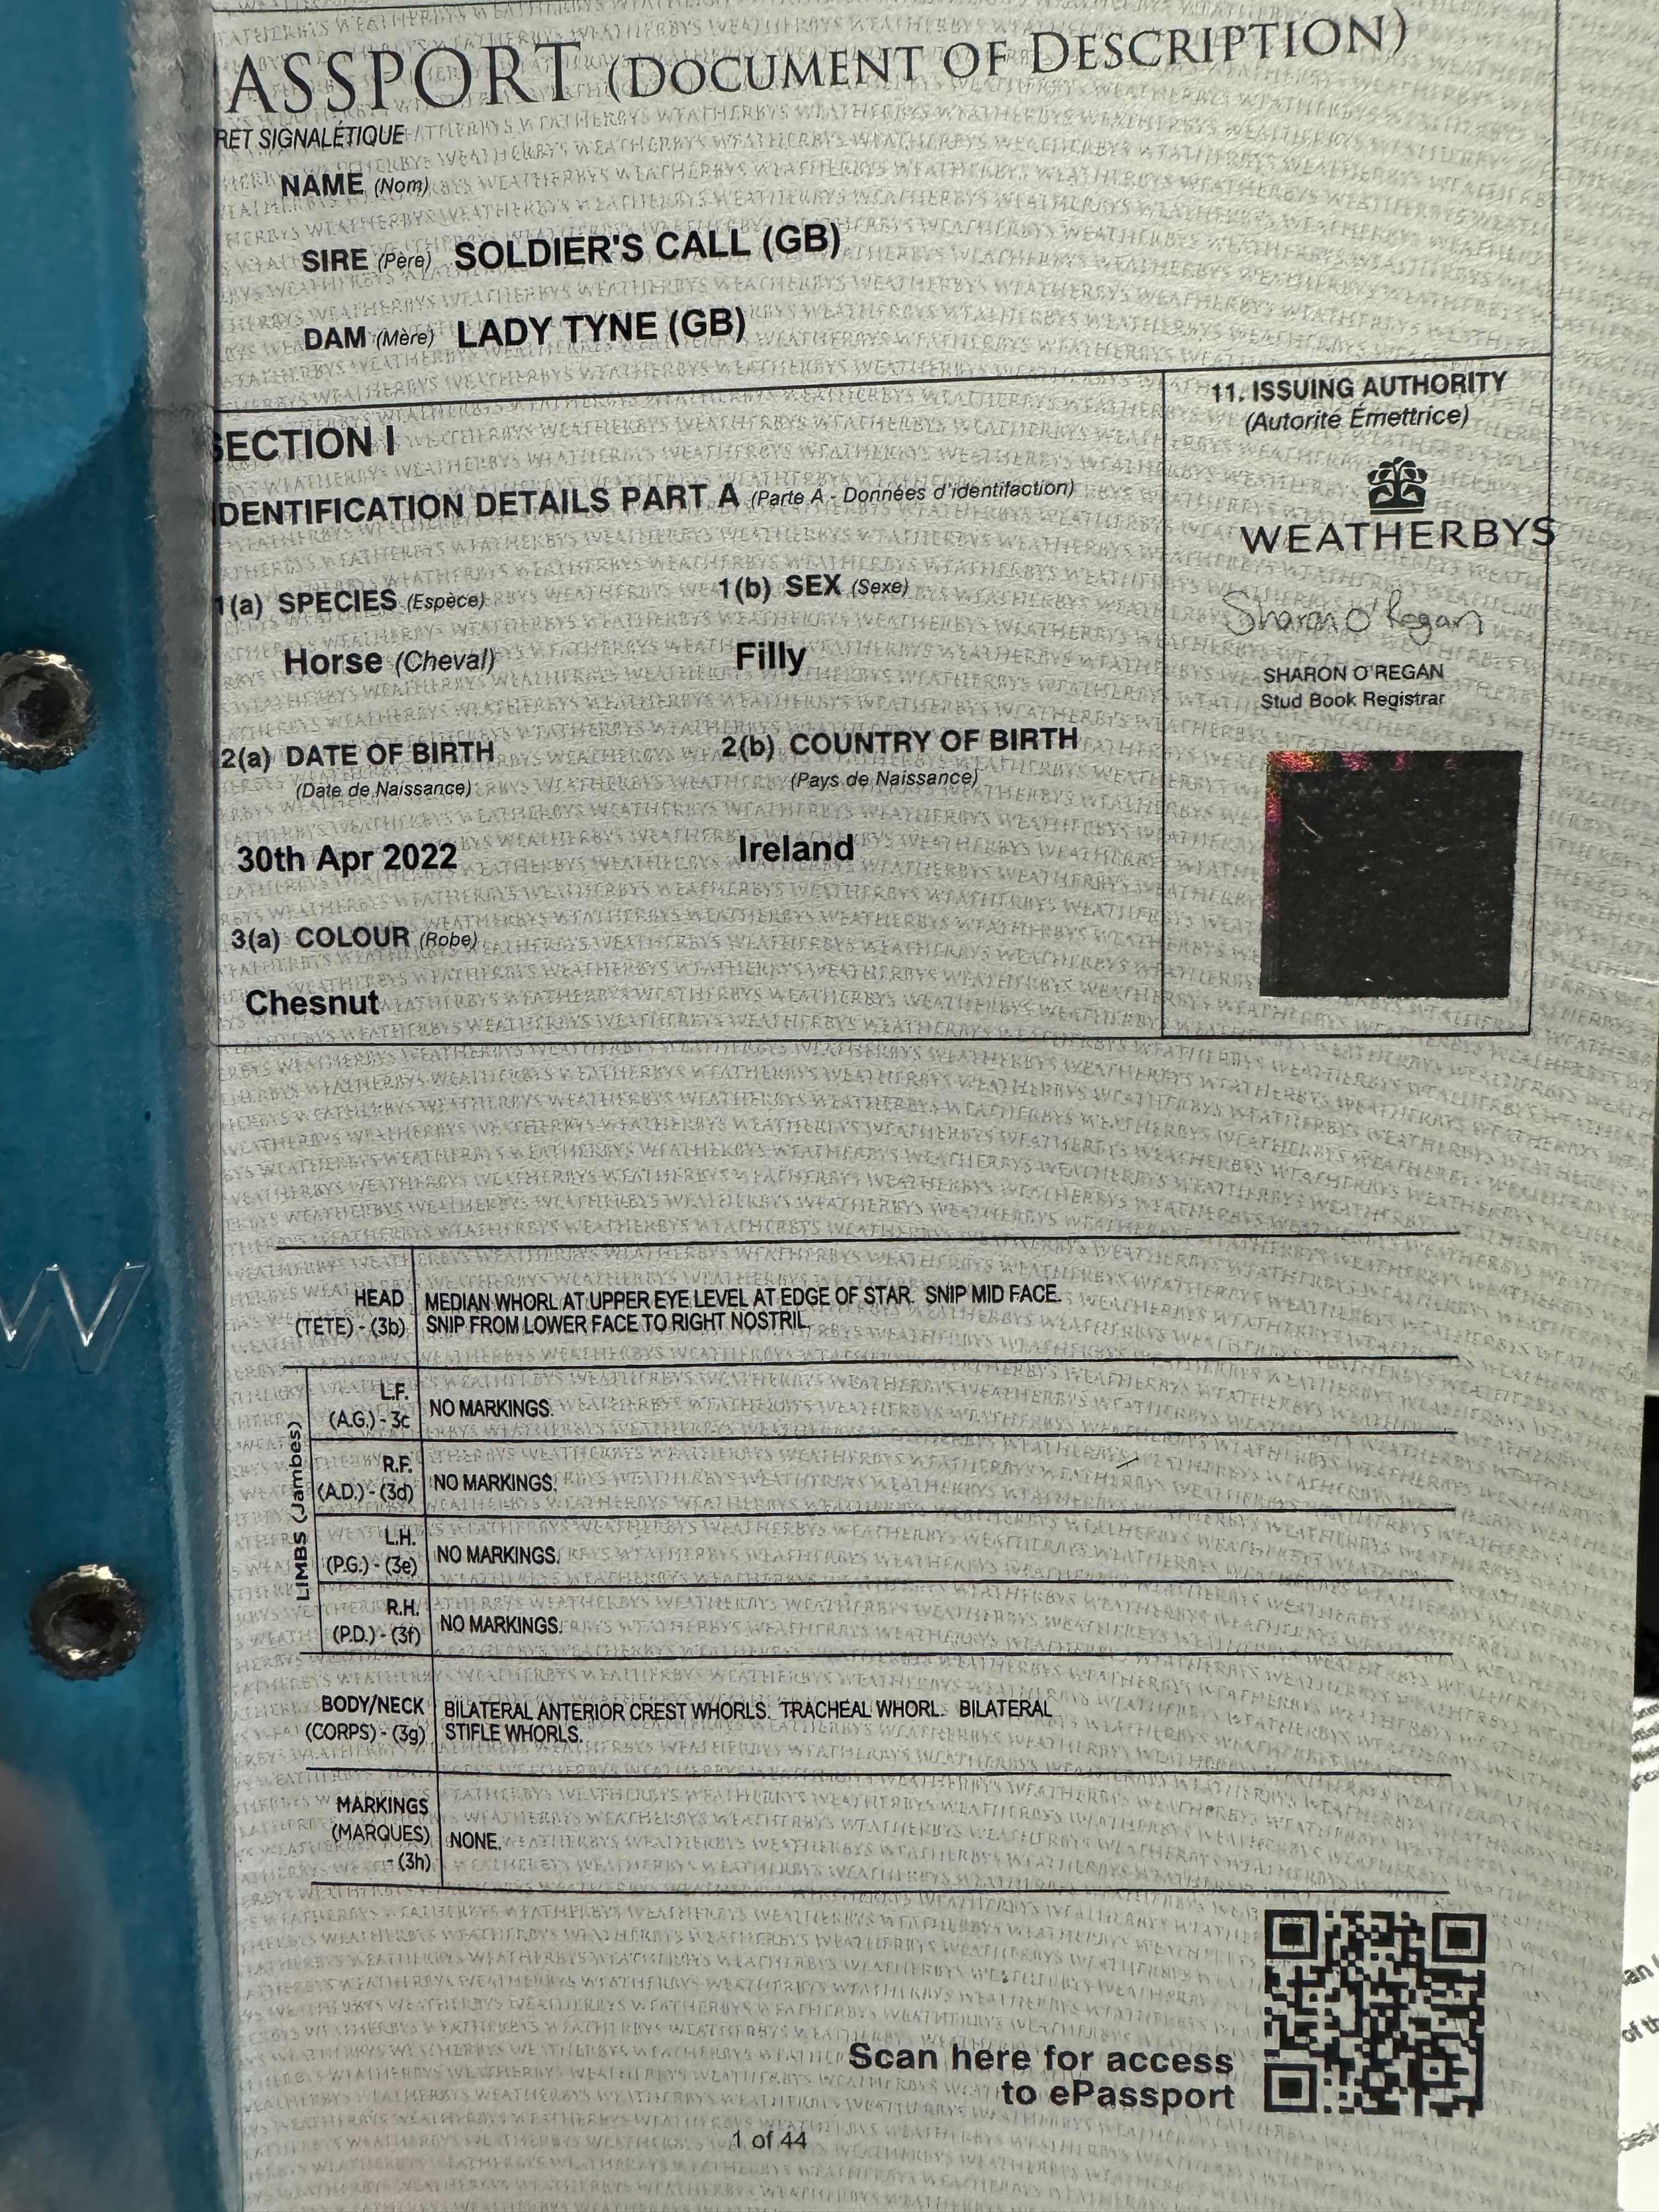 ASSPORT (DOCUMENT OF DESCRIPTION)
RET SIGNALÉTIQUE
NAME (Nom)
SIRE (Père) SOLDIER'S CALL (GB)
DAM (Mère) LADY TYNE (GB)
SECTION I
IDENTIFICATION DETAILS PART A (Parte A - Données d'identifaction)
1(a) SPECIES (Espèce)
1(b) SEX (Sexe)
Horse (Cheval)
Filly
2(a) DATE OF BIRTH
(Date de Naissance)
2(b) COUNTRY OF BIRTH
(Pays de Naissance)
30th Apr 2022
Ireland
3(a) COLOUR (Robe)
Chesnut
11. ISSUING AUTHORITY
(Autorité Émettrice)
WEATHERBYS
Sharon O'Regan
SHARON O'REGAN
Stud Book Registrar
HEAD
(TETE) - (3b)
MEDIAN WHORL AT UPPER EYE LEVEL AT EDGE OF STAR. SNIP MID FACE.
SNIP FROM LOWER FACE TO RIGHT NOSTRIL.
LIMBS (Jambes)
L.F.
(A.G.) - 3c
NO MARKINGS.
R.F.
(A.D.) - (3d)
NO MARKINGS.
L.H.
(P.G.) - (3e)
NO MARKINGS.
R.H.
(P.D.) - (3f)
NO MARKINGS.
BODY/NECK
(CORPS) - (3g)
BILATERAL ANTERIOR CREST WHORLS. TRACHEAL WHORL. BILATERAL
STIFLE WHORLS.
MARKINGS
(MARQUES)
- (3h)
NONE.
Scan here for access
to ePassport
1 of 44
W
of th